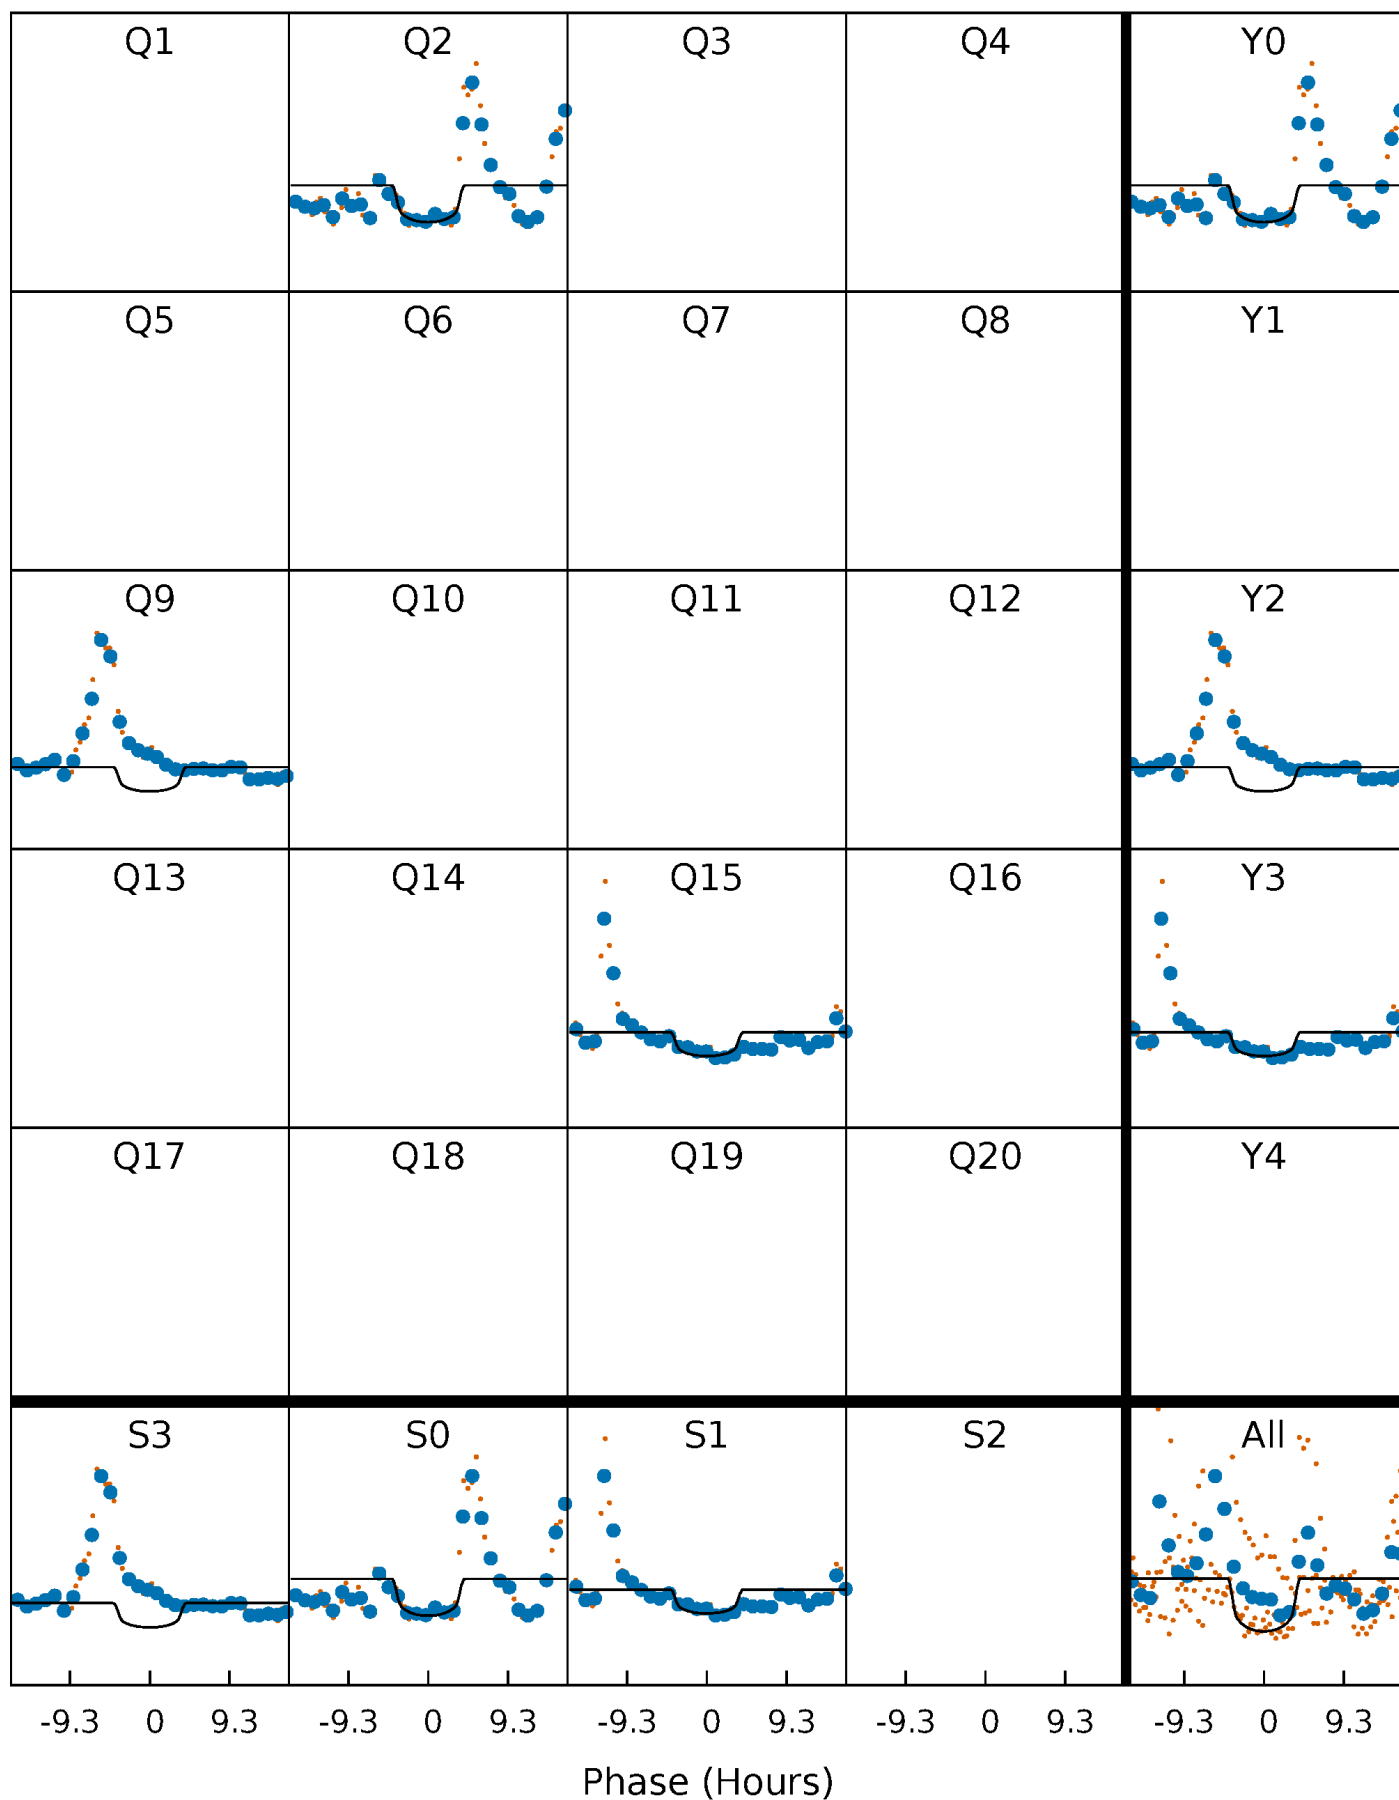 Q1 Q2 Q3 Q4 Y0
Q5 Q6 Q7 Q8 Y1
Q9 Q10 Q11 Q12 Y2
Q13 Q14 Q15 Q16 Y3
Q17 Q18 Q19 Q20 Y4
S3 S0 S1 S2 All
-9.3 0 9.3 -9.3 0 9.3 -9.3 0 9.3 -9.3 0 9.3 -9.3 0 9.3
Phase (Hours)